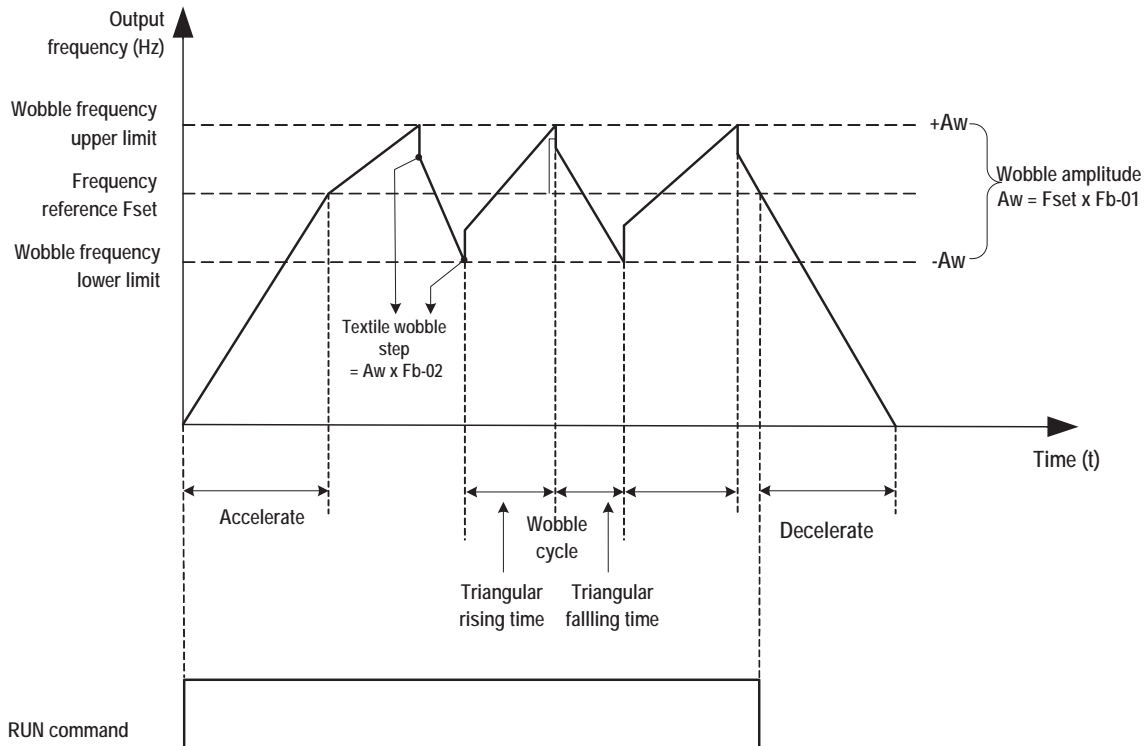 Output
frequency (Hz)
Wobble frequency
upper limit
+Aw
Frequency
reference Fset
Wobble amplitude
Aw = Fset x Fb-01
Wobble frequency
lower limit
-Aw
Textile wobble
step
= Aw x Fb-02
Time (t)
Accelerate
Wobble
cycle
Decelerate
Triangular
rising time
Triangular
fallling time
RUN command